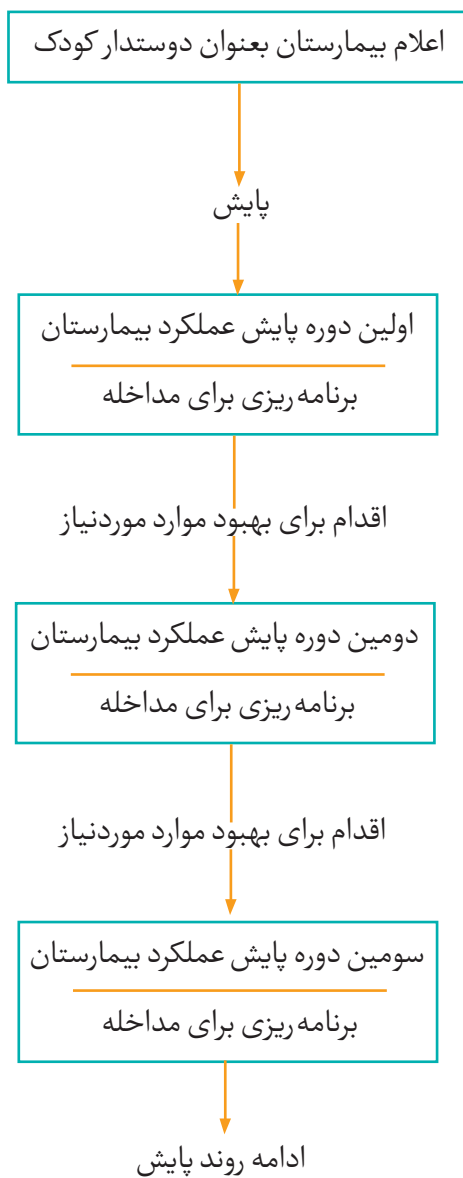 اعلام بیمارستان بعنوان دوستدار کودک
پایش
اولین دوره پایش عملکرد بیمارستان
برنامه‌ریزی برای مداخله
اقدام برای بهبود موارد موردنیاز
دومین دوره پایش عملکرد بیمارستان
برنامه‌ریزی برای مداخله
اقدام برای بهبود موارد موردنیاز
سومین دوره پایش عملکرد بیمارستان
برنامه‌ریزی برای مداخله
ادامه روند پایش